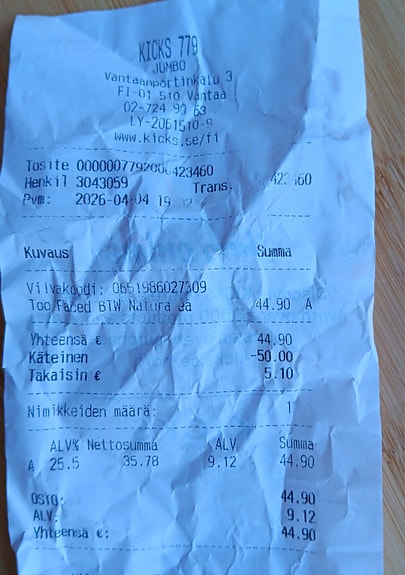 KICKS 779
JUMBO
Vantaanportinkatu 3
FI-01 510 Vantaa
02-724 90 63
LY-2061510-9
www.kicks.se/fi
Tosite
Henkil 3043059 Trans.
Pvm: 2026-04-04
Kuvaus Summa
Viivakoodi: 0651986027309
Too Faced BTW Natura ea 44.90 A
Yhteensä € 44.90
Käteinen -50.00
Takaisin € 5.10
Nimikkeiden määrä: 1
ALV% Nettosumma ALV Summa
A 25.5 35.78 9.12 44.90
OSTO: 44.90
ALV: 9.12
Yhteensä €: 44.90